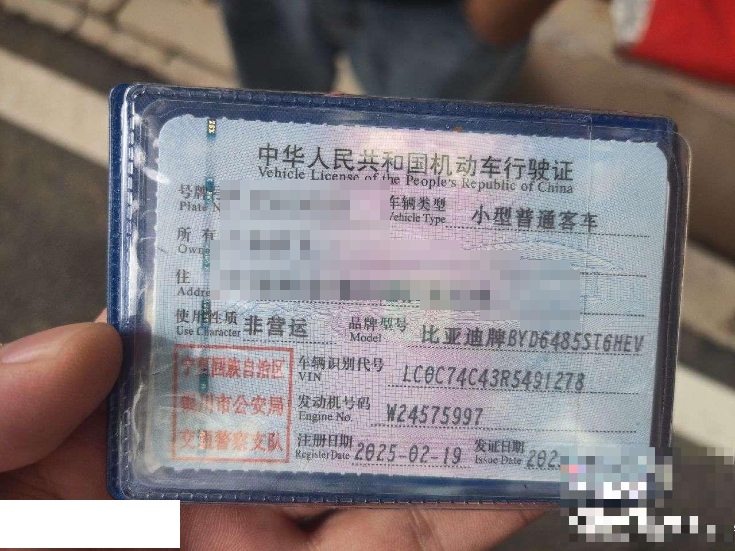 中华人民共和国机动车行驶证
Vehicle License of the People's Republic of China
号牌
Plate
车辆类型
Vehicle Type
小型普通客车
所有
住
使用性质
Use Character
非营运
品牌型号
Model
比亚迪牌BYD6485ST6HEV
宁夏回族自治区
银川市公安局
交通警察支队
车辆识别代号
VIN
LC0C74C43R5491278
发动机号码
Engine No.
W24575997
注册日期
Register Date
2025-02-19
发证日期
Issue Date